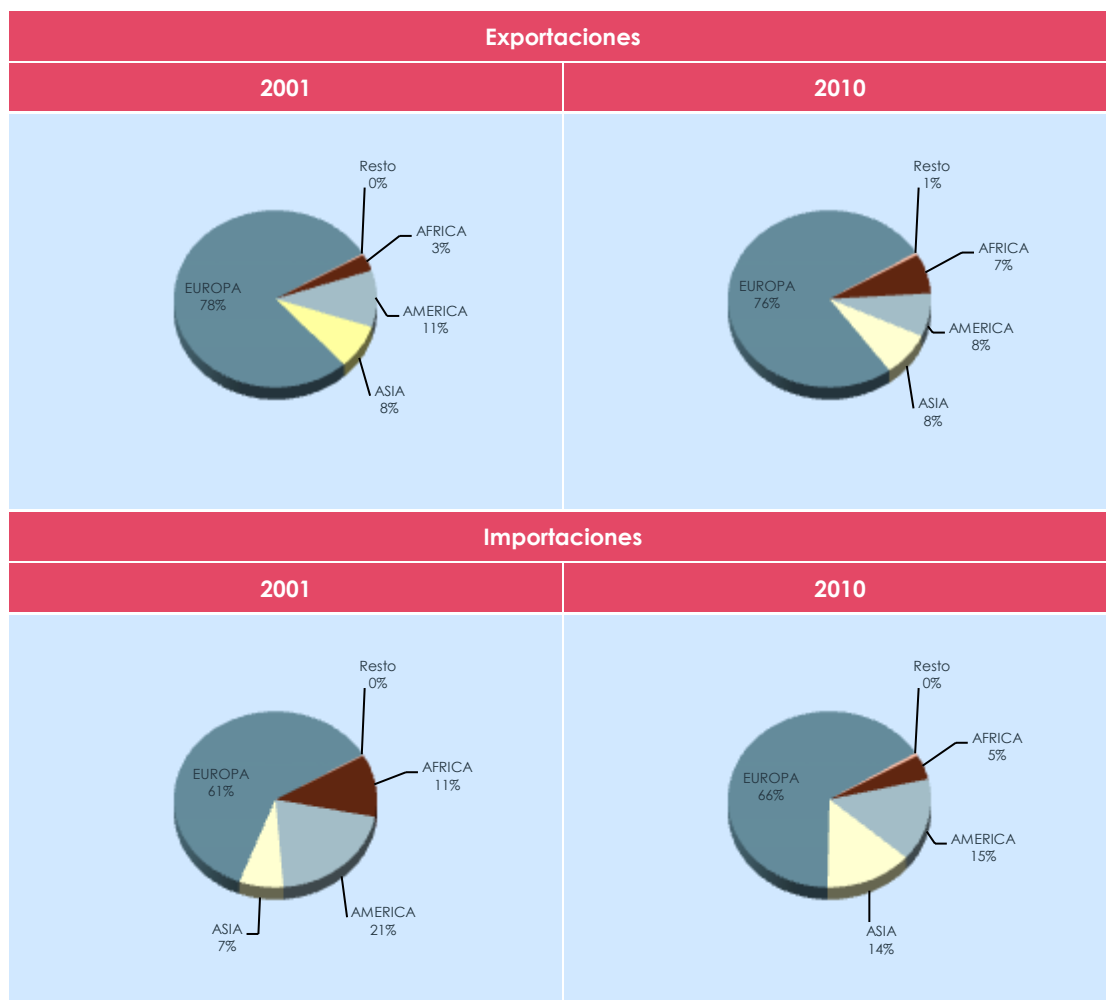 Exportaciones
2001
2010
Resto
0%
AFRICA
3%
EUROPA
78%
AMERICA
11%
ASIA
8%
Resto
1%
AFRICA
7%
EUROPA
76%
AMERICA
8%
ASIA
8%
Importaciones
2001
2010
Resto
0%
AFRICA
11%
EUROPA
61%
AMERICA
21%
ASIA
7%
Resto
0%
AFRICA
5%
EUROPA
66%
AMERICA
15%
ASIA
14%